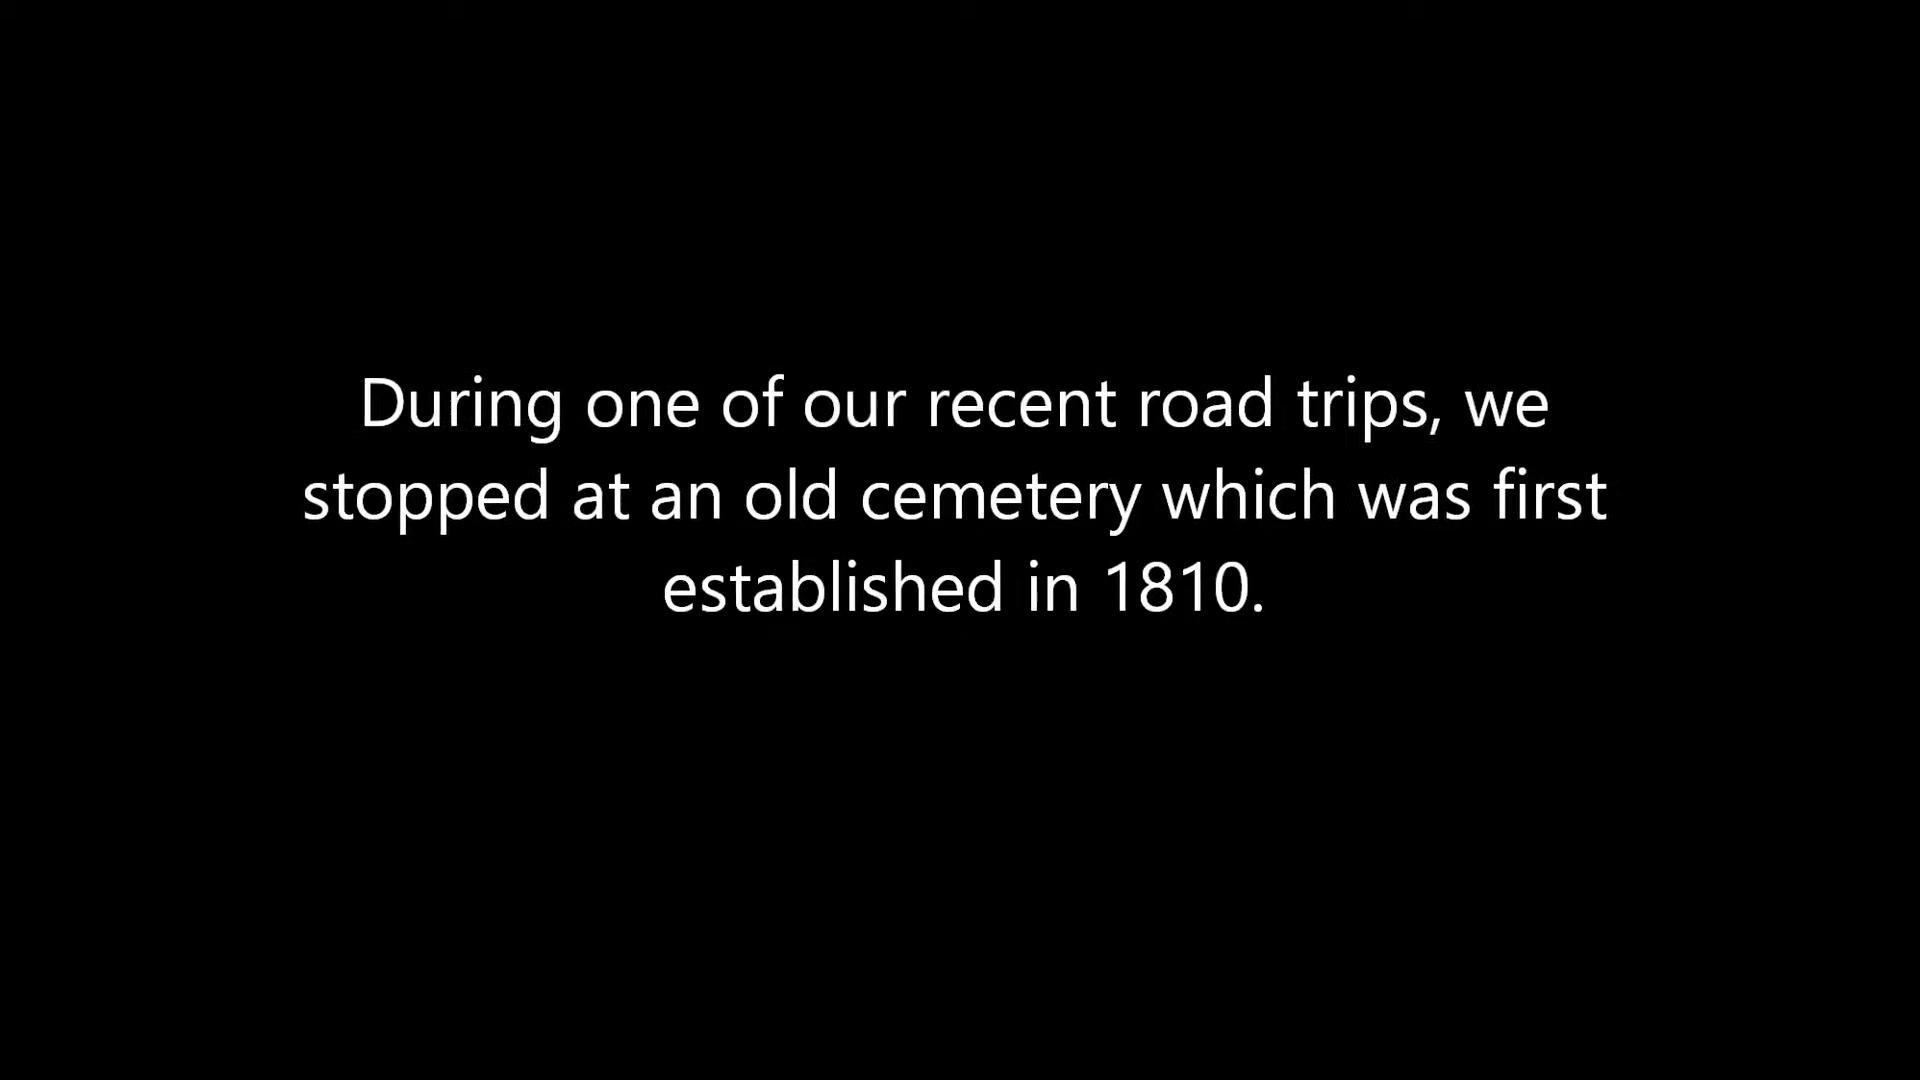 During one of our recent road trips, we
stopped at an old cemetery which was first
established in 1810.